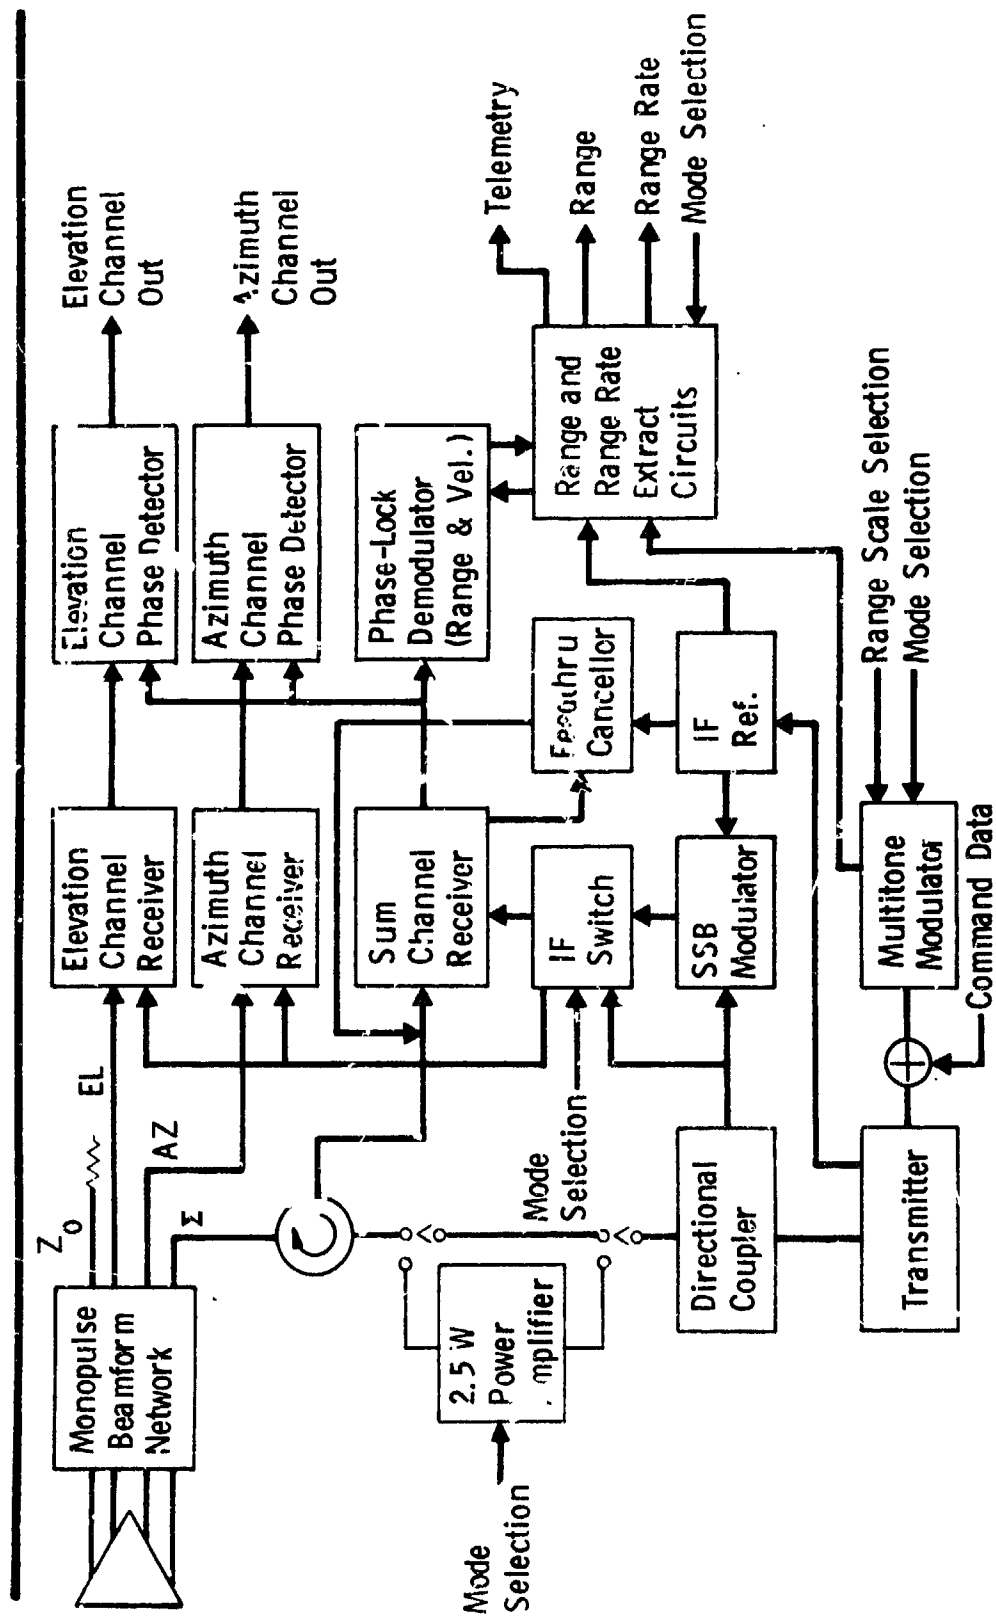 Monopulse
Beamform
Network
Z0
EL
AZ
Σ
Elevation
Channel
Receiver
Azimuth
Channel
Receiver
Elevation
Channel
Phase Detector
Azimuth
Channel
Phase Detector
Elevation
Channel
Out
Azimuth
Channel
Out
Sum
Channel
Receiver
Phase-Lock
Demodulator
(Range & Vel.)
Mode
Selection
2.5 W
Power
Mode
Selection
IF
Switch
Feedthru
Cancellor
Range and
Range Rate
Extract
Circuits
Telemetry
Range
Range Rate
Mode Selection
Directional
Coupler
SSB
Modulator
IF
Ref.
Transmitter
Multitone
Modulator
Range Scale Selection
Mode Selection
Command Data